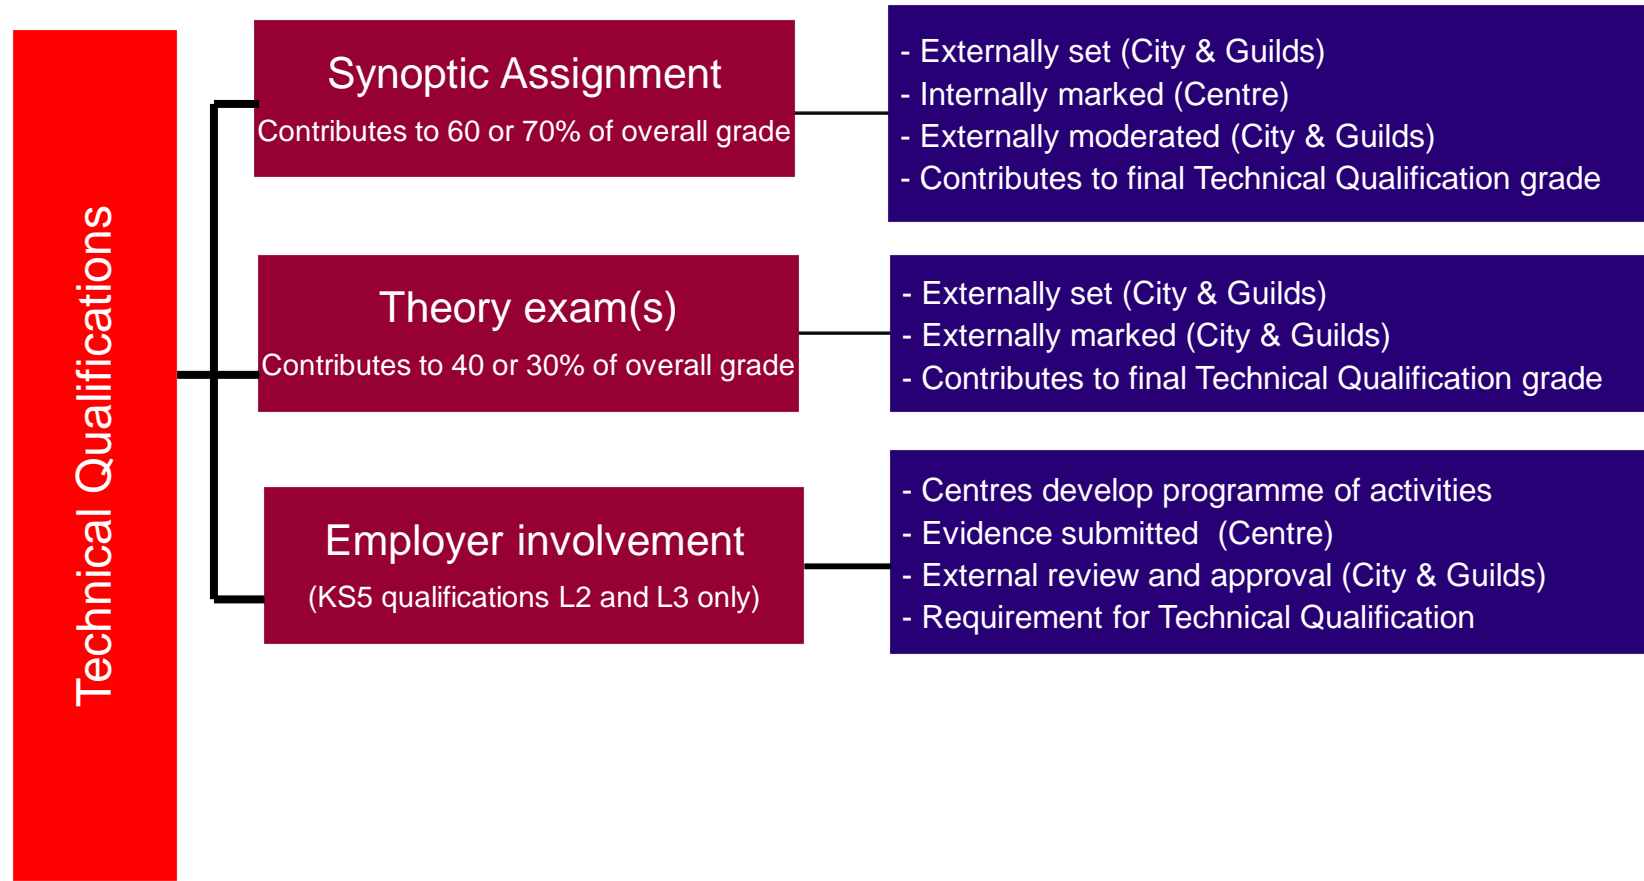 Technical Qualifications
Synoptic Assignment
Contributes to 60 or 70% of overall grade
- Externally set (City & Guilds)
- Internally marked (Centre)
- Externally moderated (City & Guilds)
- Contributes to final Technical Qualification grade
Theory exam(s)
Contributes to 40 or 30% of overall grade
- Externally set (City & Guilds)
- Externally marked (City & Guilds)
- Contributes to final Technical Qualification grade
Employer involvement
(KS5 qualifications L2 and L3 only)
- Centres develop programme of activities
- Evidence submitted  (Centre)
- External review and approval (City & Guilds)
- Requirement for Technical Qualification